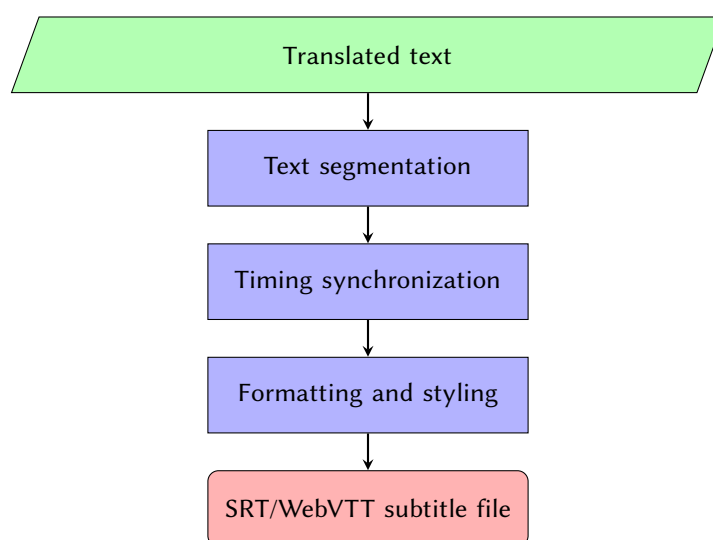 Translated text
Text segmentation
Timing synchronization
Formatting and styling
SRT/WebVTT subtitle file